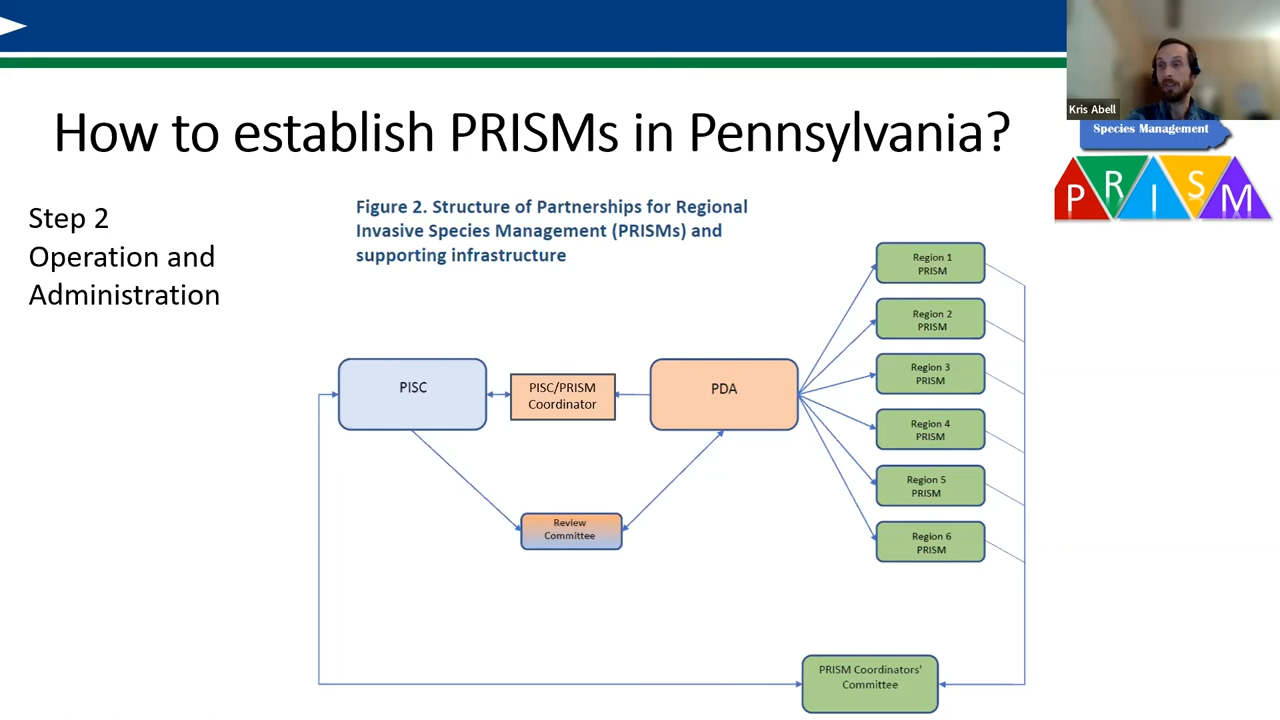 Kris Abell
Species Management
P R I S M
How to establish PRISMs in Pennsylvania?
Step 2
Operation and
Administration
Figure 2. Structure of Partnerships for Regional
Invasive Species Management (PRISMs) and
supporting infrastructure
PISC
PISC/PRISM
Coordinator
PDA
Review
Committee
Region 1
PRISM
Region 2
PRISM
Region 3
PRISM
Region 4
PRISM
Region 5
PRISM
Region 6
PRISM
PRISM Coordinators'
Committee